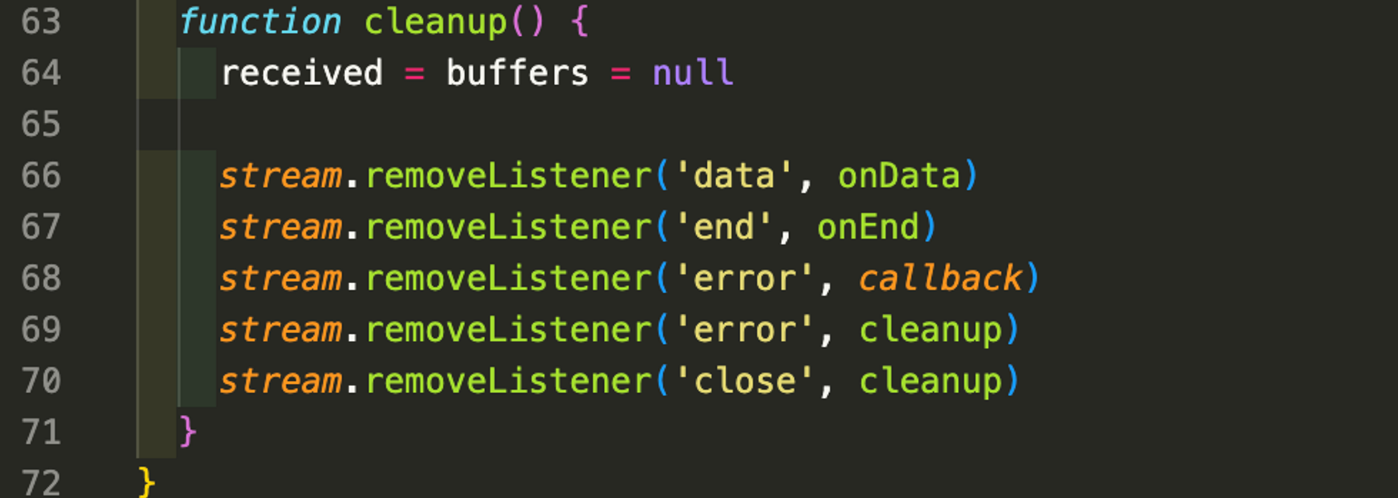 63 function cleanup() {
64 received = buffers = null
65
66 stream.removeListener('data', onData)
67 stream.removeListener('end', onEnd)
68 stream.removeListener('error', callback)
69 stream.removeListener('error', cleanup)
70 stream.removeListener('close', cleanup)
71 }
72 }